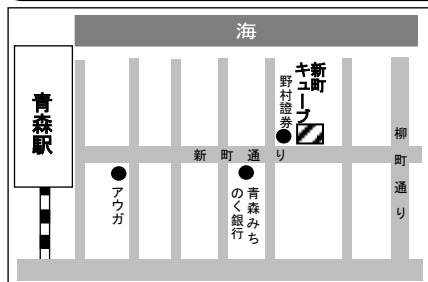 海
青森駅
新町
キューブ
野村證券
新町通り
柳町通り
アウガ
青森みち
のく銀行